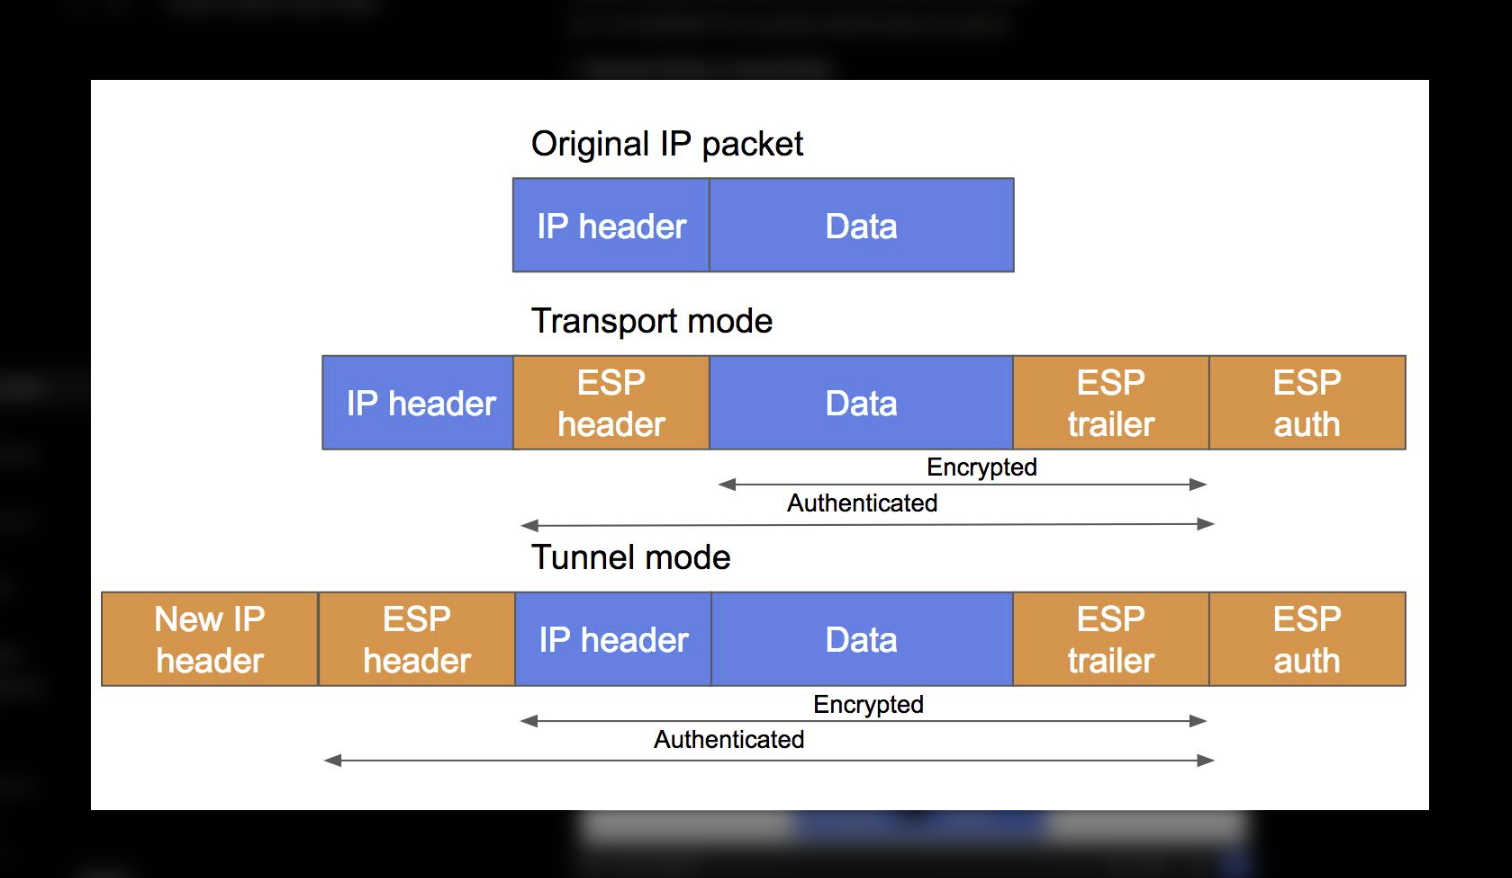 Original IP packet
IP header Data
Transport mode
IP header ESP header Data ESP trailer ESP auth
Encrypted
Authenticated
Tunnel mode
New IP header ESP header IP header Data ESP trailer ESP auth
Encrypted
Authenticated